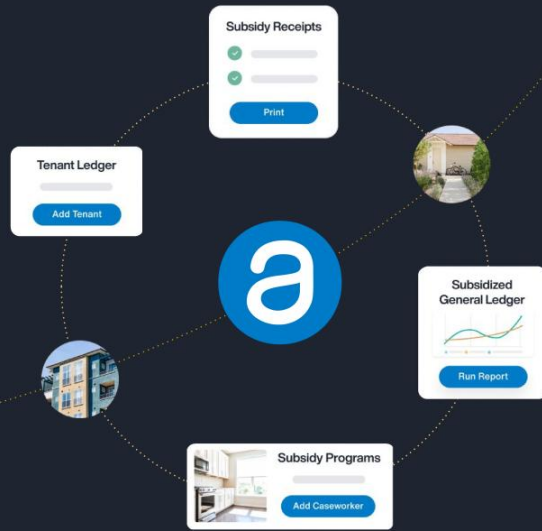 Subsidy Receipts
Print
Tenant Ledger
Add Tenant
a
Subsidized
General Ledger
Run Report
Subsidy Programs
Add Caseworker